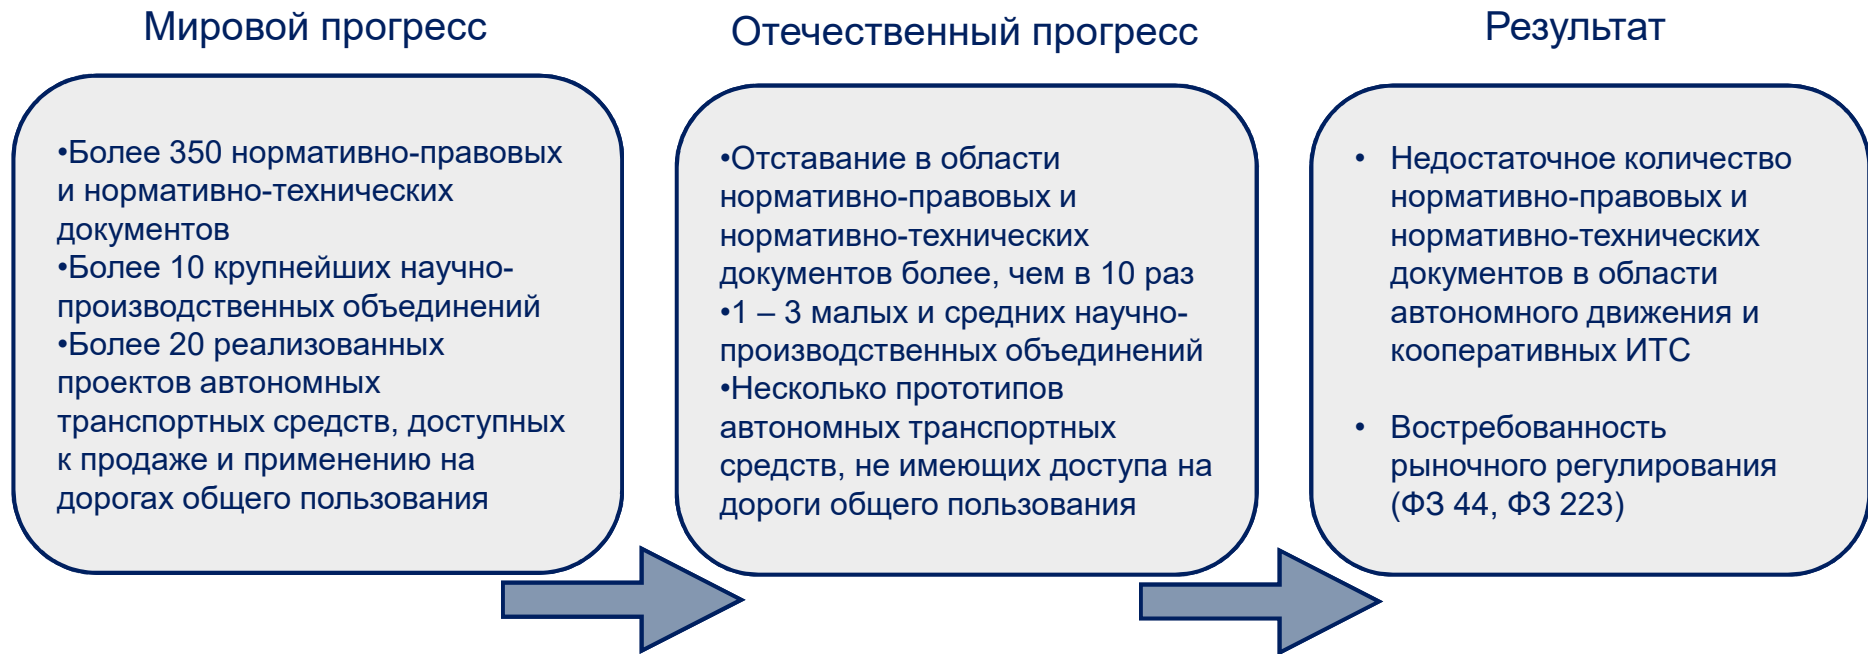 Мировой прогресс
•Более 350 нормативно-правовых
и нормативно-технических
документов
•Более 10 крупнейших научно-
производственных объединений
•Более 20 реализованных
проектов автономных
транспортных средств, доступных
к продаже и применению на
дорогах общего пользования
Отечественный прогресс
•Отставание в области
нормативно-правовых и
нормативно-технических
документов более, чем в 10 раз
•1 – 3 малых и средних научно-
производственных объединений
•Несколько прототипов
автономных транспортных
средств, не имеющих доступа на
дороги общего пользования
Результат
• Недостаточное количество
нормативно-правовых и
нормативно-технических
документов в области
автономного движения и
кооперативных ИТС
• Востребованность
рыночного регулирования
(ФЗ 44, ФЗ 223)